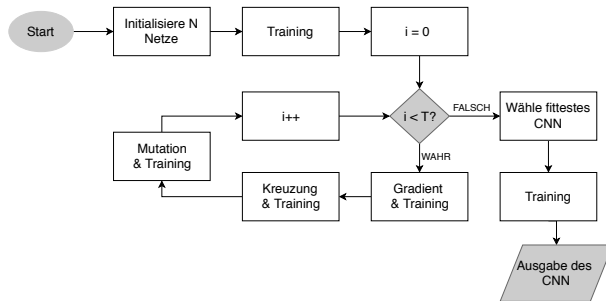 Start
Initialisiere N
Netze
Training
i = 0
i++
i < T?
FALSCH
Wähle fittestes
CNN
WAHR
Mutation
& Training
Kreuzung
& Training
Gradient
& Training
Training
Ausgabe des
CNN